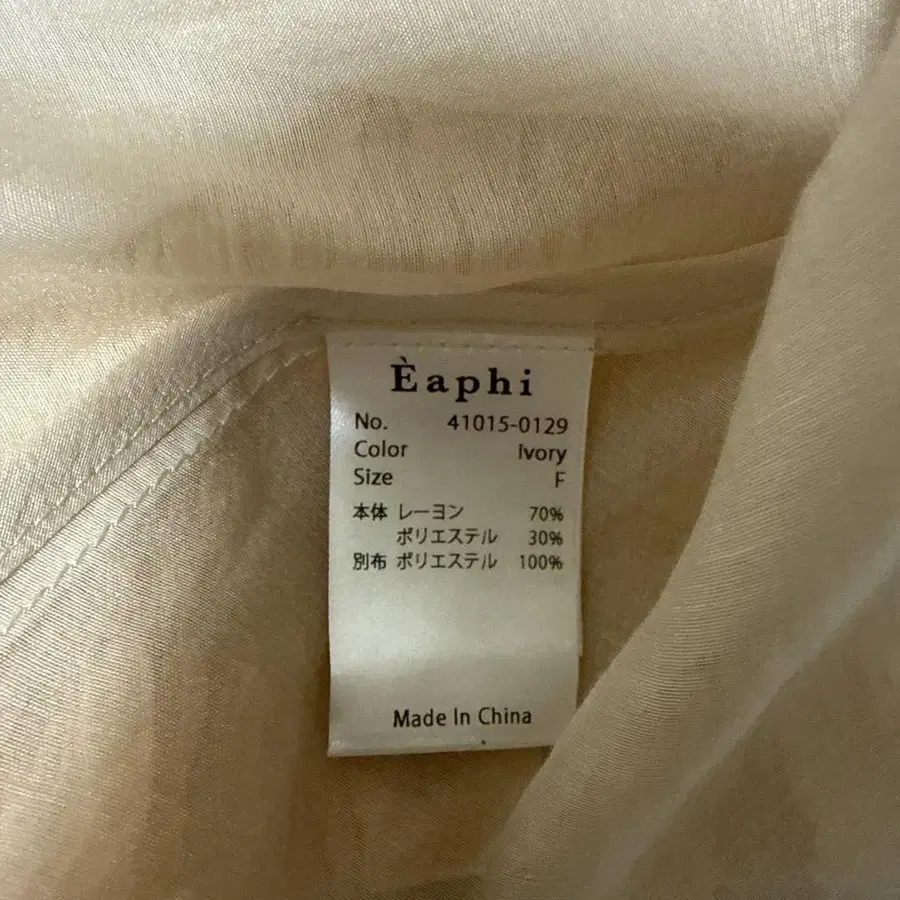 Èaphi
No. 41015-0129
Color Ivory
Size F
本体 レーヨン 70%
ポリエステル 30%
別布 ポリエステル 100%
Made In China